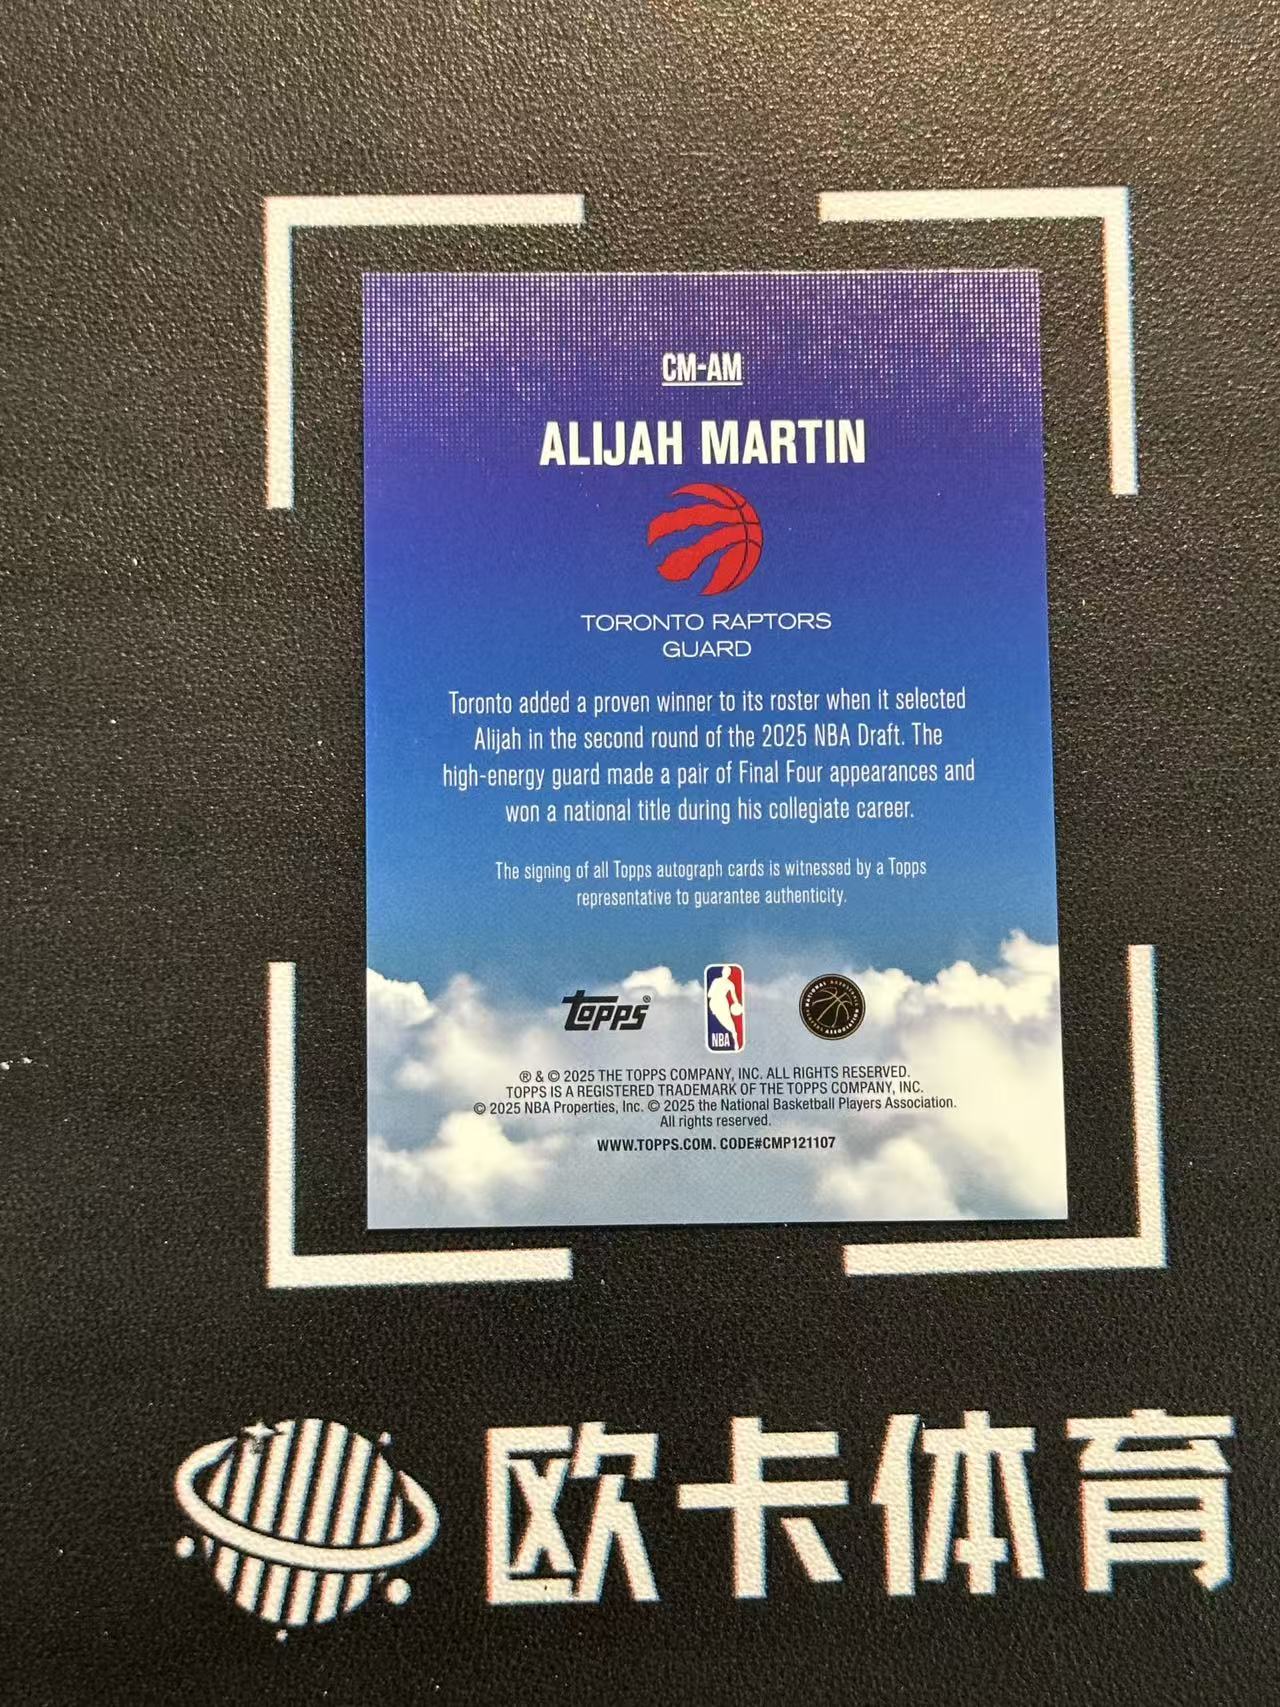 CM-AM
ALIJAH MARTIN
TORONTO RAPTORS
GUARD
Toronto added a proven winner to its roster when it selected
Alijah in the second round of the 2025 NBA Draft. The
high-energy guard made a pair of Final Four appearances and
won a national title during his collegiate career.
The signing of all Topps autograph cards is witnessed by a Topps
representative to guarantee authenticity.
topps®
NBA
® & © 2025 THE TOPPS COMPANY, INC. ALL RIGHTS RESERVED.
TOPPS IS A REGISTERED TRADEMARK OF THE TOPPS COMPANY, INC.
© 2025 NBA Properties, Inc. © 2025 the National Basketball Players Association.
All rights reserved.
WWW.TOPPS.COM. CODE#CMP121107
欧卡体育